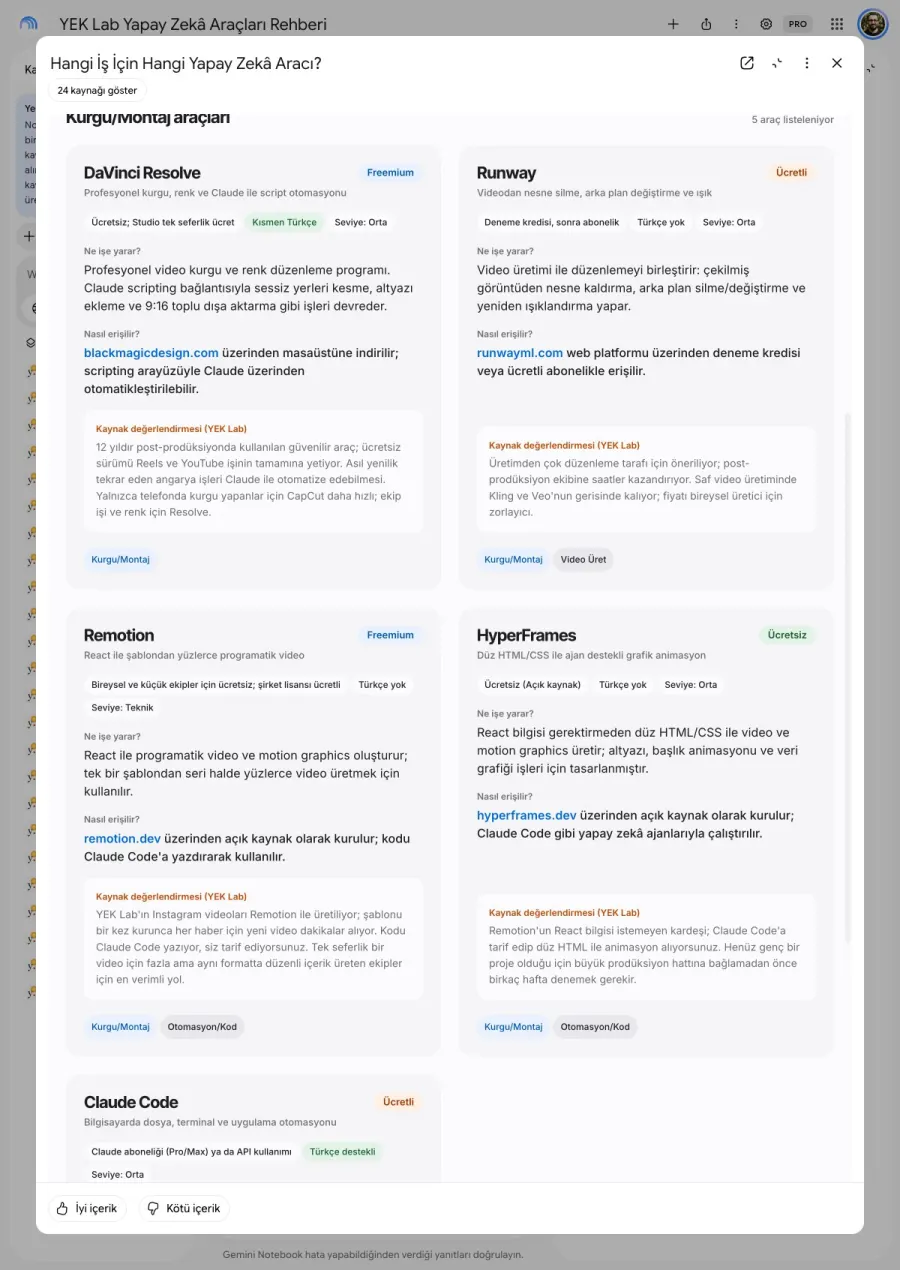 YEK Lab Yapay Zekâ Araçları Rehberi
PRO
Hangi İş İçin Hangi Yapay Zekâ Aracı?
24 kaynağı göster
Kurgu/Montaj araçları
5 araç listeleniyor
DaVinci Resolve
Freemium
Profesyonel kurgu, renk ve Claude ile script otomasyonu
Ücretsiz; Studio tek seferlik ücret
Kısmen Türkçe
Seviye: Orta
Ne işe yarar?
Profesyonel video kurgu ve renk düzenleme programı.
Claude scripting bağlantısıyla sessiz yerleri kesme, altyazı
ekleme ve 9:16 toplu dışa aktarma gibi işleri devreder.
Nasıl erişilir?
blackmagicdesign.com üzerinden masaüstüne indirilir;
scripting arayüzüyle Claude üzerinden
otomatikleştirilebilir.
Kaynak değerlendirmesi (YEK Lab)
12 yıldır post-prodüksiyonda kullanılan güvenilir araç; ücretsiz
sürümü Reels ve YouTube işinin tamamına yetiyor. Asıl yenilik
tekrar eden angarya işleri Claude ile otomatize edebilmesi.
Yalnızca telefonda kurgu yapanlar için CapCut daha hızlı; ekip
işi ve renk için Resolve.
Kurgu/Montaj
Runway
Ücretli
Videodan nesne silme, arka plan değiştirme ve ışık
Deneme kredisi, sonra abonelik
Türkçe yok
Seviye: Orta
Ne işe yarar?
Video üretimi ile düzenlemeyi birleştirir: çekilmiş
görüntüden nesne kaldırma, arka plan silme/değiştirme ve
yeniden ışıklandırma yapar.
Nasıl erişilir?
runwayml.com web platformu üzerinden deneme kredisi
veya ücretli abonelikle erişilir.
Kaynak değerlendirmesi (YEK Lab)
Üretimden çok düzenleme tarafı için öneriliyor; post-
prodüksiyon ekibine saatler kazandırıyor. Saf video üretiminde
Kling ve Veo'nun gerisinde kalıyor; fiyatı bireysel üretici için
zorlayıcı.
Kurgu/Montaj
Video Üret
Remotion
Freemium
React ile şablondan yüzlerce programatik video
Bireysel ve küçük ekipler için ücretsiz; şirket lisansı ücretli
Türkçe yok
Seviye: Teknik
Ne işe yarar?
React ile programatik video ve motion graphics oluşturur;
tek bir şablondan seri halde yüzlerce video üretmek için
kullanılır.
Nasıl erişilir?
remotion.dev üzerinden açık kaynak olarak kurulur; kodu
Claude Code'a yazdırarak kullanılır.
Kaynak değerlendirmesi (YEK Lab)
YEK Lab'ın Instagram videoları Remotion ile üretiliyor; şablonu
bir kez kurunca her haber için yeni video dakikalar alıyor. Kodu
Claude Code yazıyor, siz tarif ediyorsunuz. Tek seferlik bir
video için fazla ama aynı formatta düzenli içerik üreten ekipler
için en verimli yol.
Kurgu/Montaj
Otomasyon/Kod
HyperFrames
Ücretsiz
Düz HTML/CSS ile ajan destekli grafik animasyon
Ücretsiz (Açık kaynak)
Türkçe yok
Seviye: Orta
Ne işe yarar?
React bilgisi gerektirmeden düz HTML/CSS ile video ve
motion graphics üretir; altyazı, başlık animasyonu ve veri
grafiği işleri için tasarlanmıştır.
Nasıl erişilir?
hyperframes.dev üzerinden açık kaynak olarak kurulur;
Claude Code gibi yapay zekâ ajanlarıyla çalıştırılır.
Kaynak değerlendirmesi (YEK Lab)
Remotion'un React bilgisi istemeyen kardeşi; Claude Code'a
tarif edip düz HTML ile animasyon alıyorsunuz. Henüz genç bir
proje olduğu için büyük prodüksiyon hattına bağlamadan önce
birkaç hafta denemek gerekir.
Kurgu/Montaj
Otomasyon/Kod
Claude Code
Ücretli
Bilgisayarda dosya, terminal ve uygulama otomasyonu
Claude aboneliği (Pro/Max) ya da API kullanımı
Türkçe destekli
Seviye: Orta
İyi içerik
Kötü içerik
Gemini Notebook hata yapabildiğinden verdiği yanıtları doğrulayın.